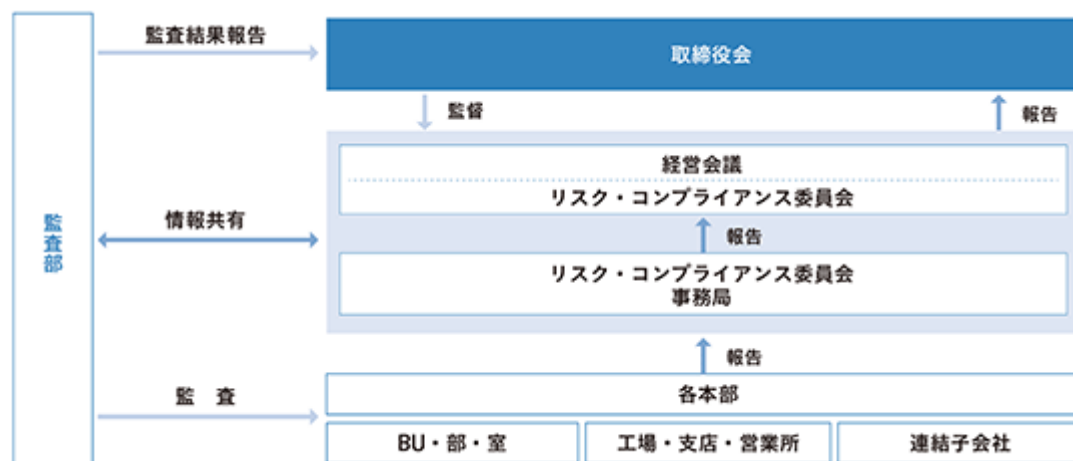 監査結果報告
取締役会
監督
報告
経営会議
リスク・コンプライアンス委員会
情報共有
監査部
報告
リスク・コンプライアンス委員会
事務局
報告
監　査
各本部
BU・部・室
工場・支店・営業所
連結子会社